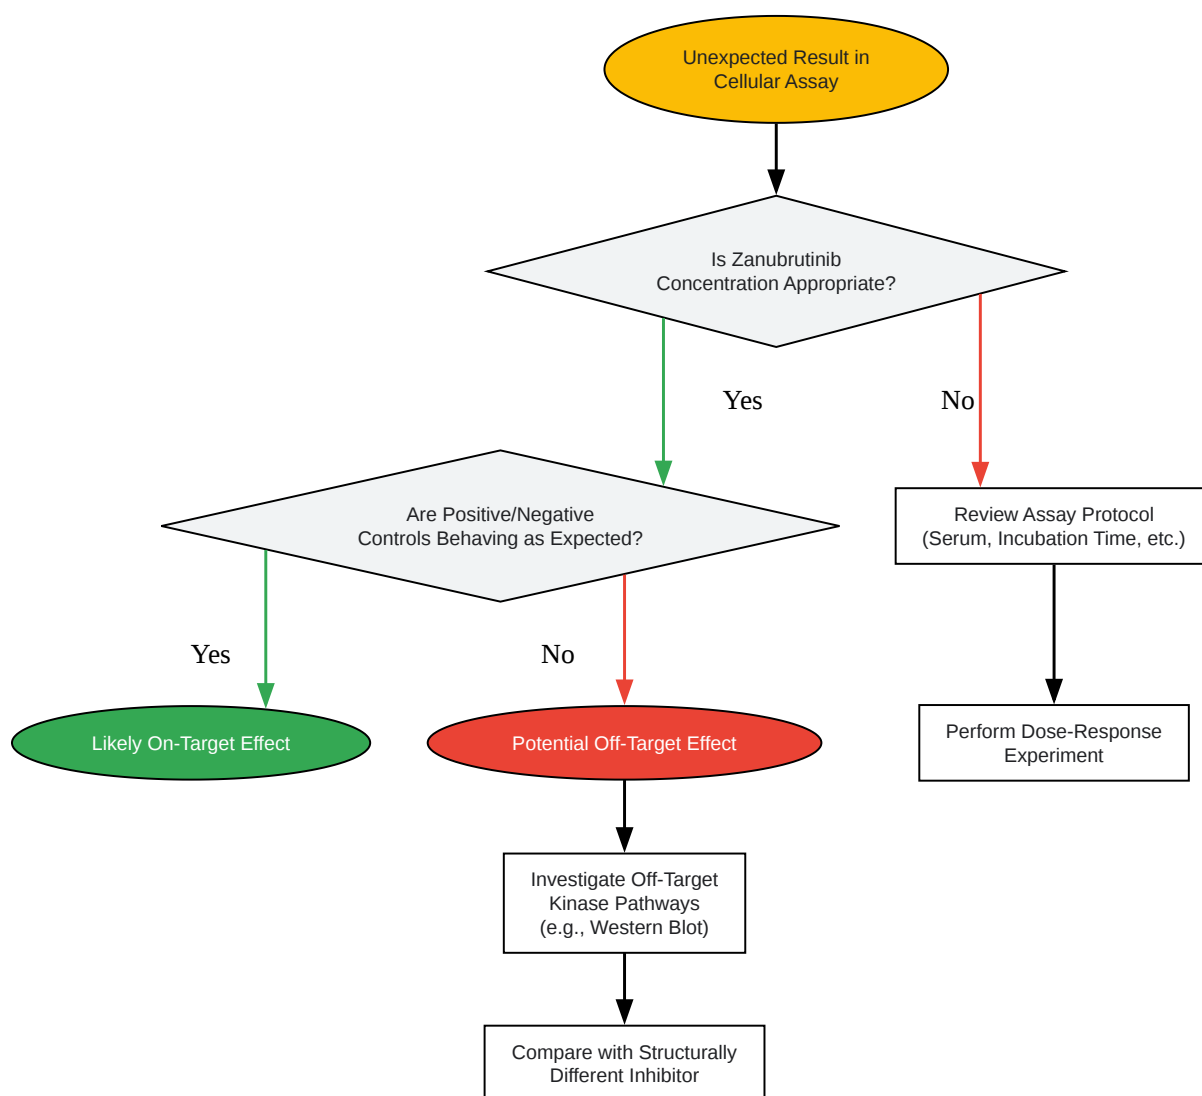 Unexpected Result in
Cellular Assay
Is Zanubrutinib
Concentration Appropriate?
Yes
No
Are Positive/Negative
Controls Behaving as Expected?
Review Assay Protocol
(Serum, Incubation Time, etc.)
Yes
No
Likely On-Target Effect
Potential Off-Target Effect
Perform Dose-Response
Experiment
Investigate Off-Target
Kinase Pathways
(e.g., Western Blot)
Compare with Structurally
Different Inhibitor